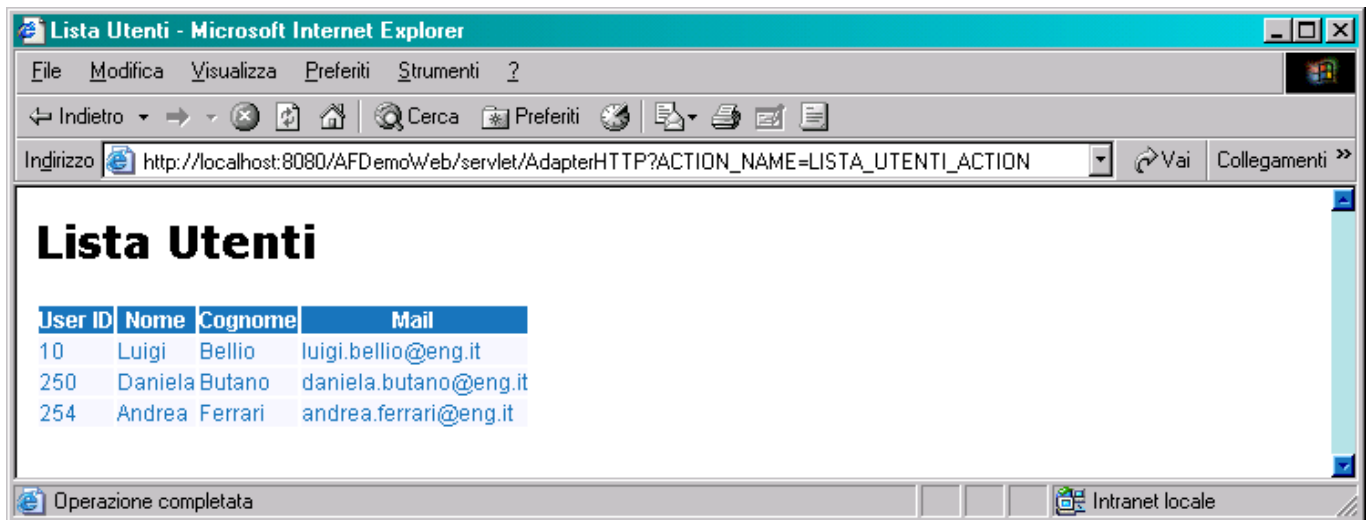 Lista Utenti - Microsoft Internet Explorer
File Modifica Visualizza Preferiti Strumenti ?
Indietro Cerca Preferiti
Indirizzo http://localhost:8080/AFDemoWeb/servlet/AdapterHTTP?ACTION_NAME=LISTA_UTENTI_ACTION Vai Collegamenti »
Lista Utenti
User ID Nome Cognome Mail
10 Luigi Bellio luigi.bellio@eng.it
250 Daniela Butano daniela.butano@eng.it
254 Andrea Ferrari andrea.ferrari@eng.it
Operazione completata Intranet locale